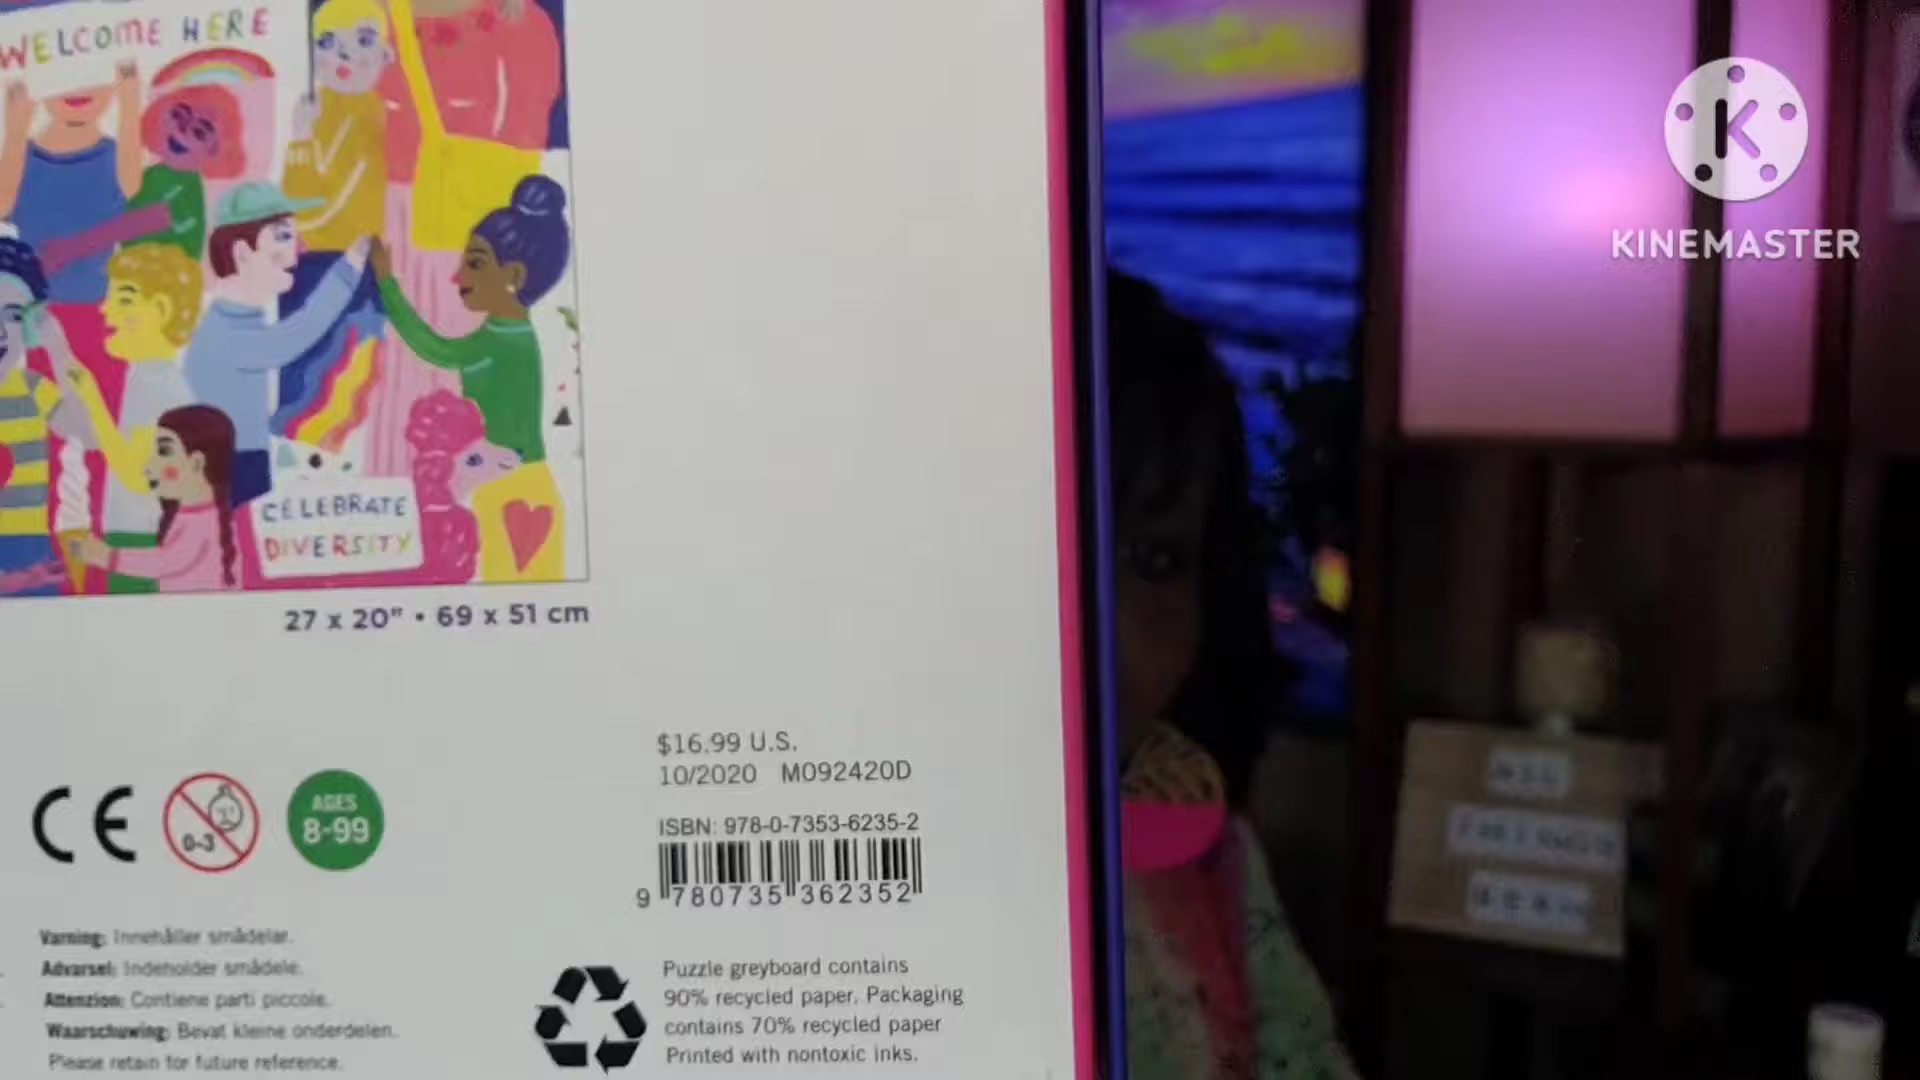 WELCOME HERE
CELEBRATE
DIVERSITY
27 x 20" • 69 x 51 cm
$16.99 U.S.
10/2020 M092420D
ISBN: 978-0-7353-6235-2
9 780735 362352
CE
0-3
AGES
8-99
Varning: Innehåller smådelar.
Advarsel: Indeholder smådele.
Attenzion: Contiene parti piccole.
Waarschuwing: Bevat kleine onderdelen.
Please retain for future reference.
Puzzle greyboard contains
90% recycled paper. Packaging
contains 70% recycled paper
Printed with nontoxic inks.
K
KINEMASTER